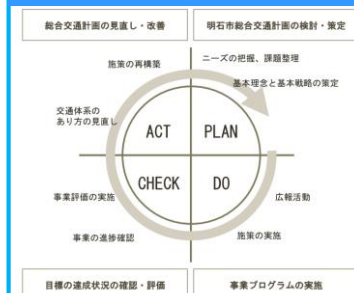 総合交通計画の見直し・改善
明石市総合交通計画の検討・策定
施策の再構築
ニーズの把握、課題整理
基本理念と基本戦略の策定
交通体系の
あり方の見直し
ACT
PLAN
CHECK
DO
事業評価の実施
広報活動
事業の進捗確認
施策の実施
目標の達成状況の確認・評価
事業プログラムの実施